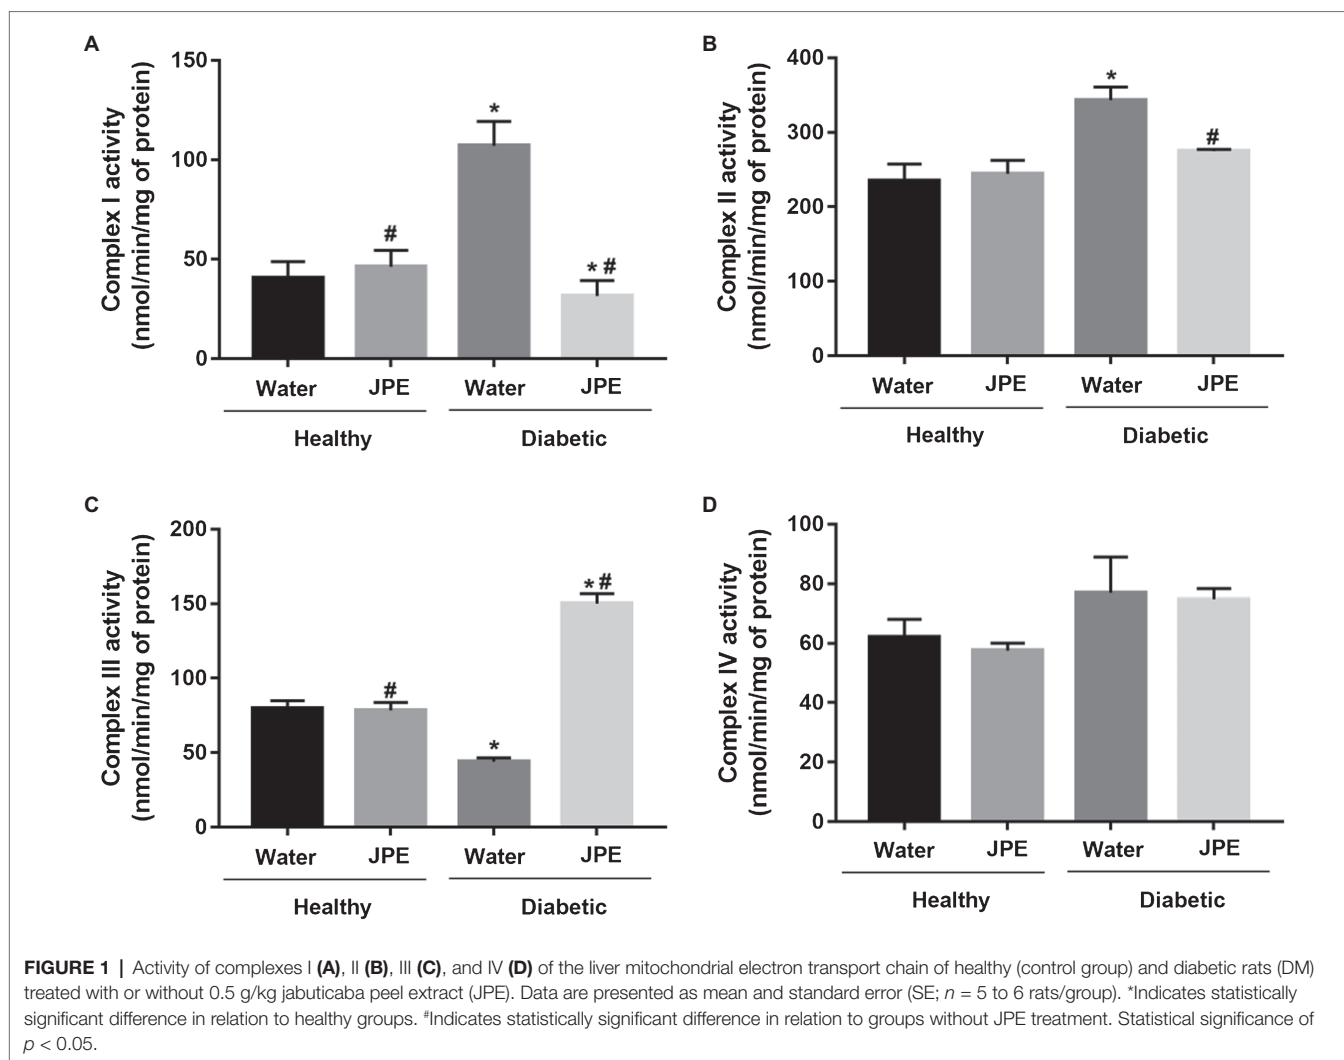 A
Complex I activity
(nmol/min/mg of protein)
150
100
50
0
#
*
* #
Water JPE Water JPE
Healthy Diabetic
B
Complex II activity
(nmol/min/mg of protein)
400
300
200
100
0
*
#
Water JPE Water JPE
Healthy Diabetic
C
Complex III activity
(nmol/min/mg of protein)
200
150
100
50
0
#
*
* #
Water JPE Water JPE
Healthy Diabetic
D
Complex IV activity
(nmol/min/mg of protein)
100
80
60
40
20
0
Water JPE Water JPE
Healthy Diabetic
FIGURE 1 | Activity of complexes I (A), II (B), III (C), and IV (D) of the liver mitochondrial electron transport chain of healthy (control group) and diabetic rats (DM)
treated with or without 0.5 g/kg jabuticaba peel extract (JPE). Data are presented as mean and standard error (SE; n = 5 to 6 rats/group). *Indicates statistically
significant difference in relation to healthy groups. #Indicates statistically significant difference in relation to groups without JPE treatment. Statistical significance of
p < 0.05.